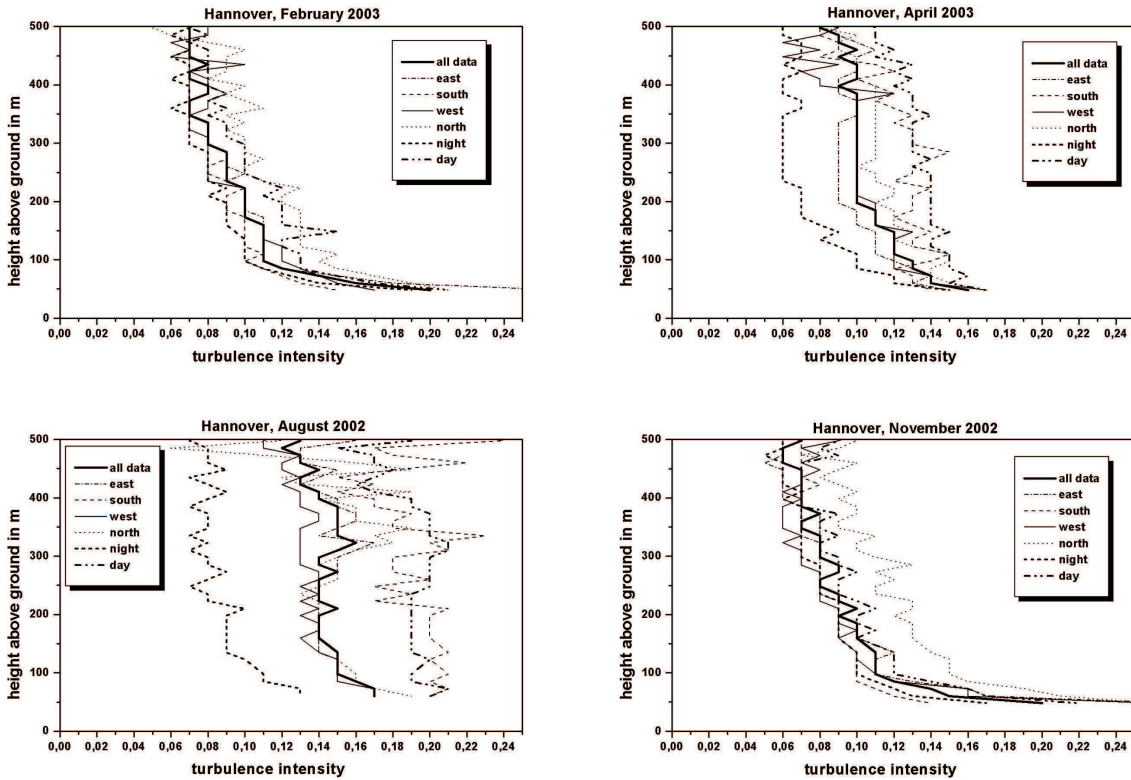 Hannover, February 2003
500
400
300
200
100
0
height above ground in m
all data
east
south
west
north
night
day
0,00 0,02 0,04 0,06 0,08 0,10 0,12 0,14 0,16 0,18 0,20 0,22 0,24
turbulence intensity
Hannover, April 2003
500
400
300
200
100
0
height above ground in m
all data
east
south
west
north
night
day
0,00 0,02 0,04 0,06 0,08 0,10 0,12 0,14 0,16 0,18 0,20 0,22 0,24
turbulence intensity
Hannover, August 2002
500
400
300
200
100
0
height above ground in m
all data
east
south
west
north
night
day
0,00 0,02 0,04 0,06 0,08 0,10 0,12 0,14 0,16 0,18 0,20 0,22 0,24
turbulence intensity
Hannover, November 2002
500
400
300
200
100
0
height above ground in m
all data
east
south
west
north
night
day
0,00 0,02 0,04 0,06 0,08 0,10 0,12 0,14 0,16 0,18 0,20 0,22 0,24
turbulence intensity